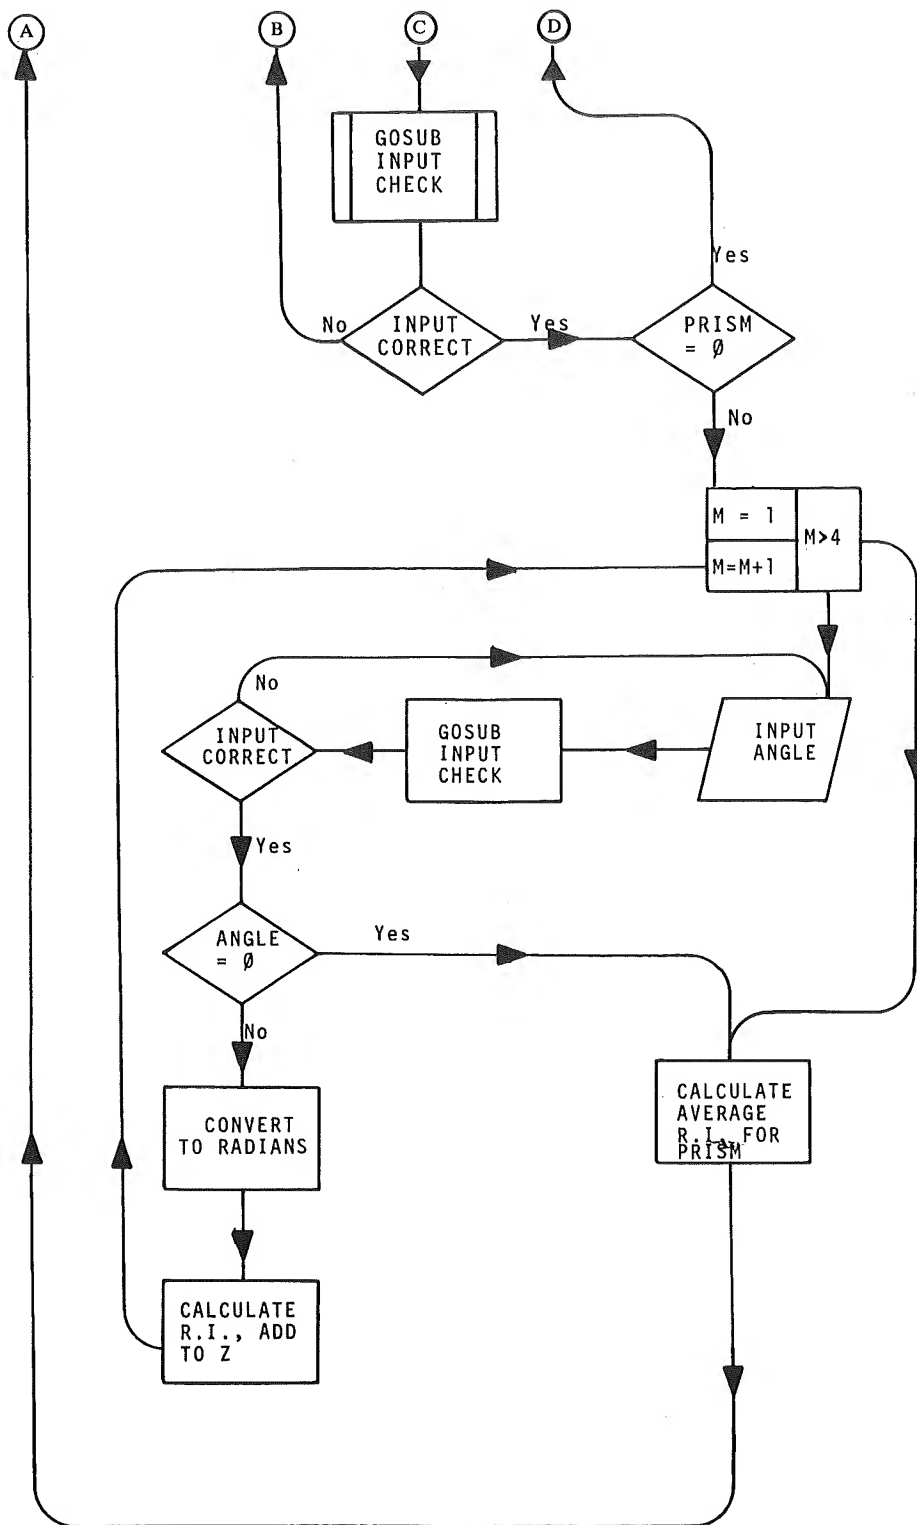 A
B
C
D
GOSUB
INPUT
CHECK
Yes
No
INPUT
CORRECT
Yes
PRISM
= Ø
No
M = 1
M>4
M=M+1
No
INPUT
CORRECT
GOSUB
INPUT
CHECK
INPUT
ANGLE
Yes
ANGLE
= Ø
Yes
No
CONVERT
TO RADIANS
CALCULATE
AVERAGE
R.I. FOR
PRISM
CALCULATE
R.I., ADD
TO Z